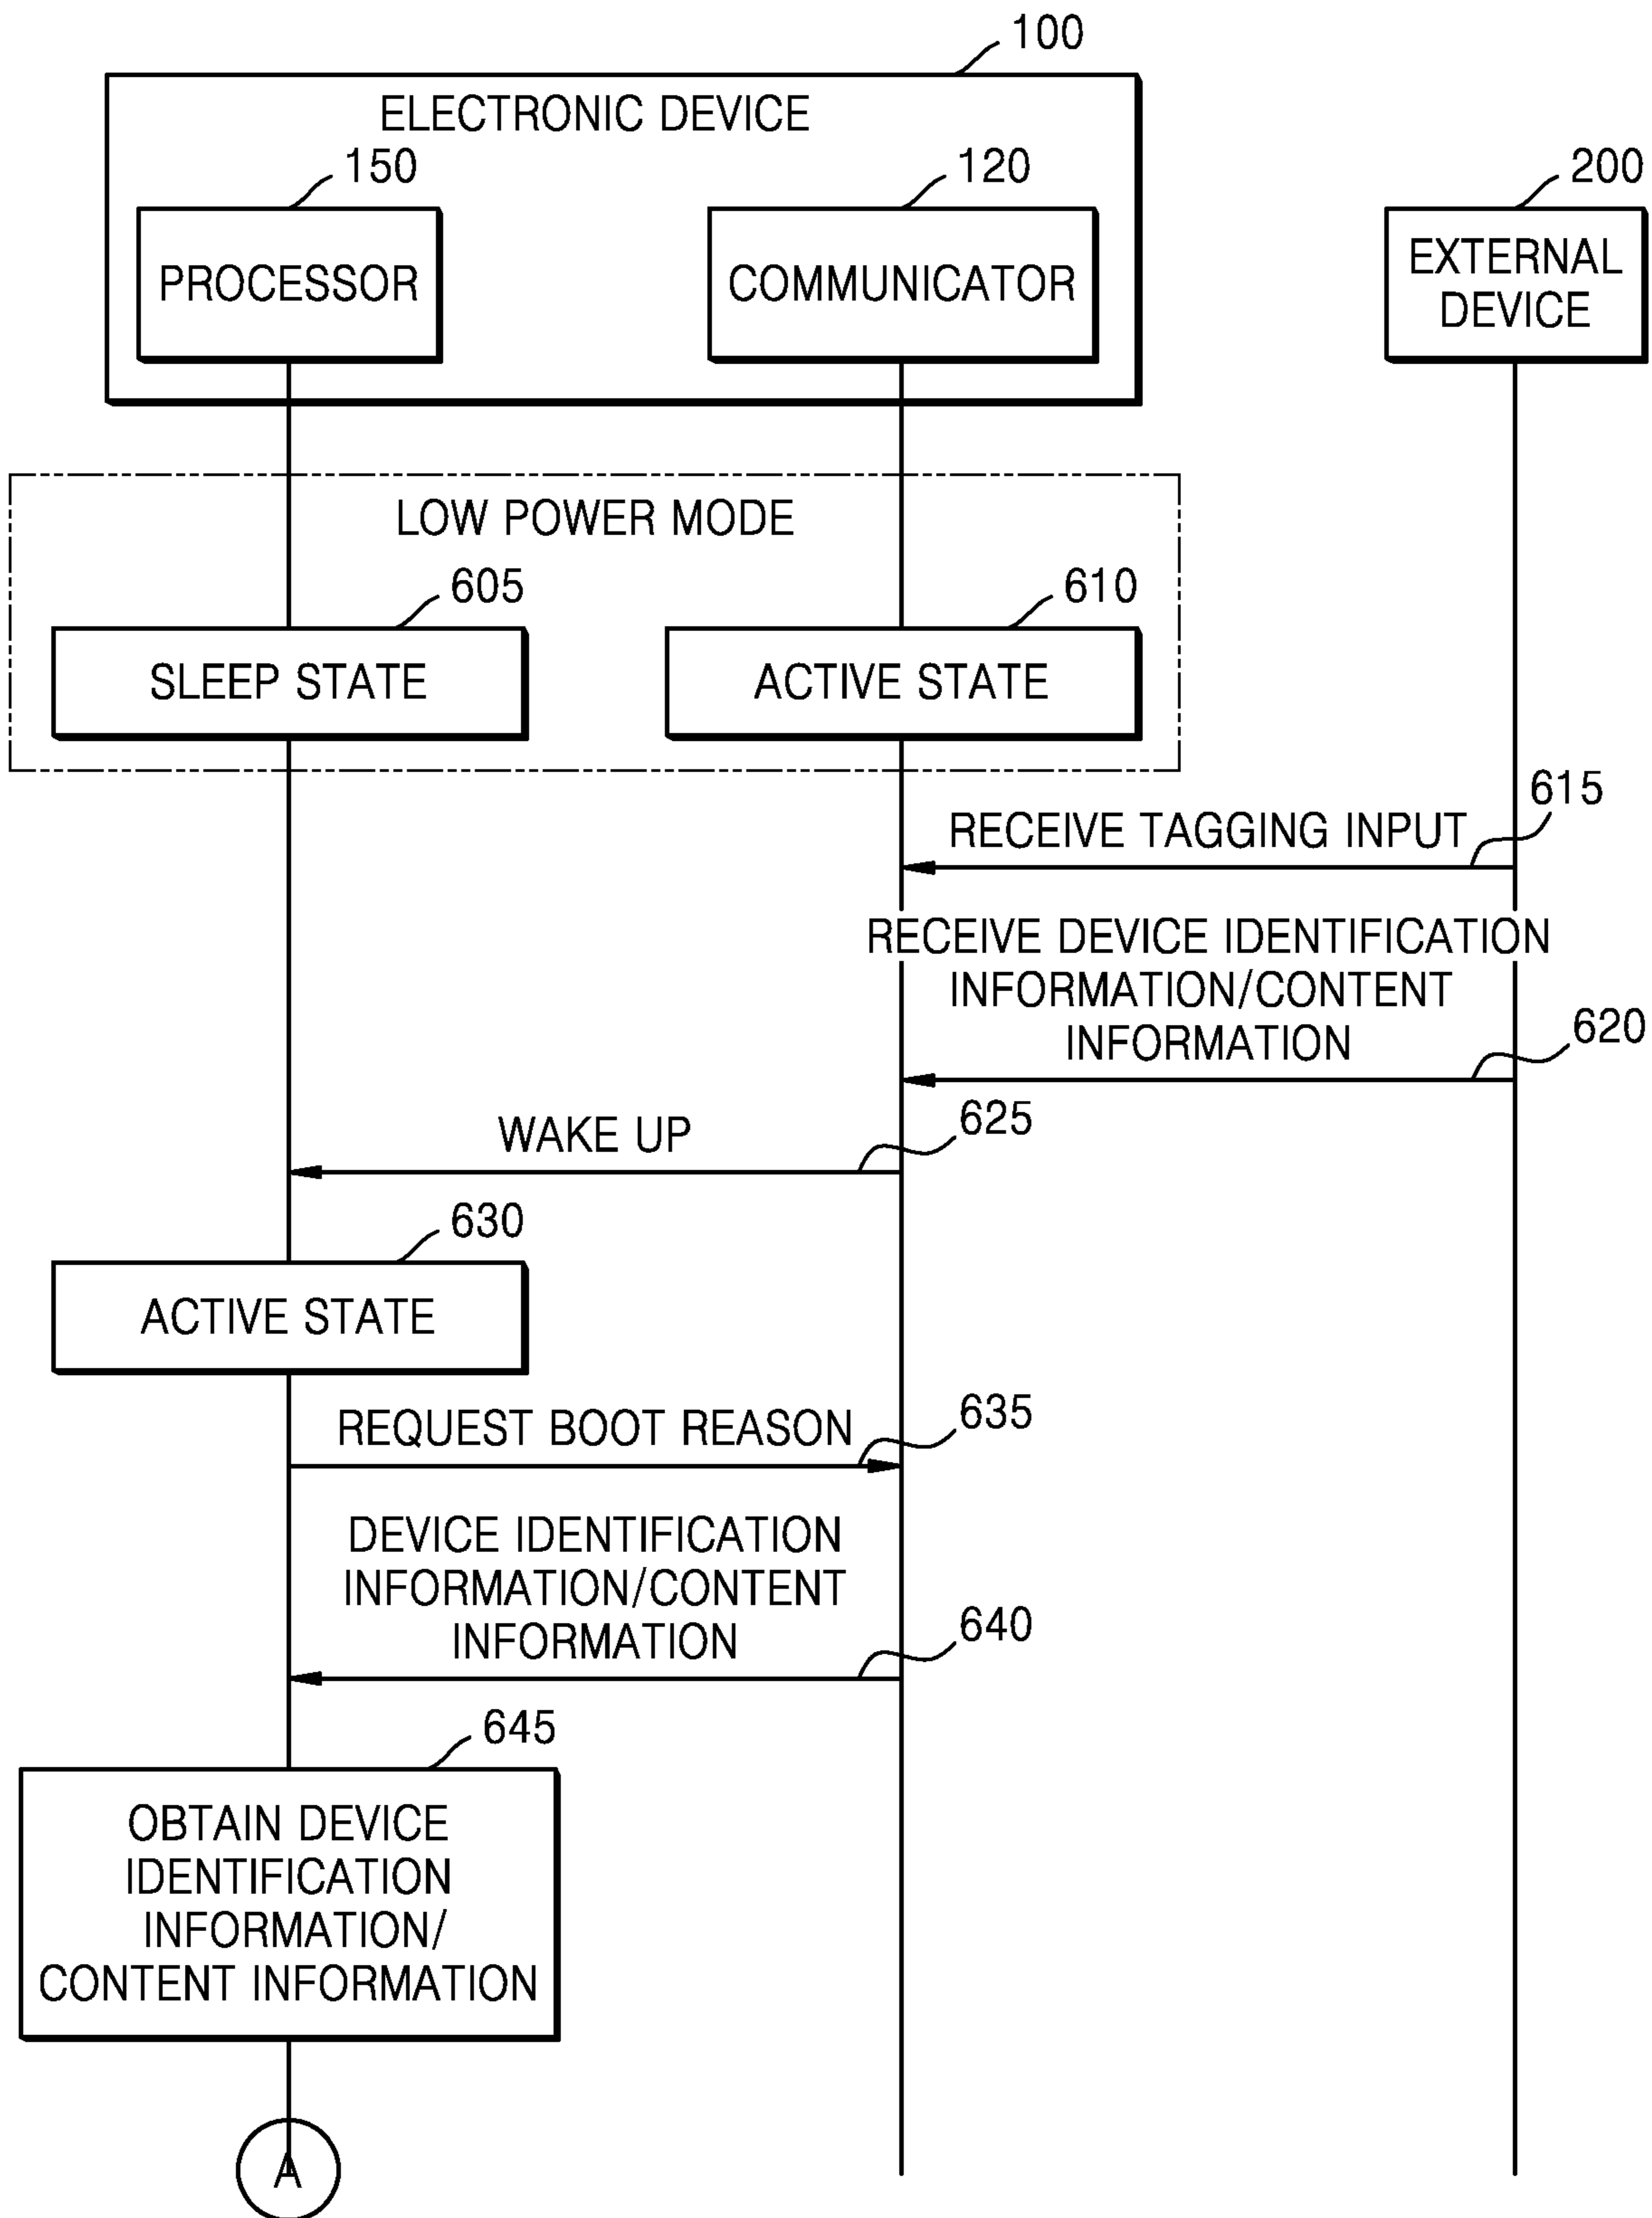 100
ELECTRONIC DEVICE
150
120
200
PROCESSOR
COMMUNICATOR
EXTERNAL
DEVICE
LOW POWER MODE
605
610
SLEEP STATE
ACTIVE STATE
615
RECEIVE TAGGING INPUT
RECEIVE DEVICE IDENTIFICATION
INFORMATION/CONTENT
INFORMATION
620
625
WAKE UP
630
ACTIVE STATE
635
REQUEST BOOT REASON
DEVICE IDENTIFICATION
INFORMATION/CONTENT
INFORMATION
640
645
OBTAIN DEVICE
IDENTIFICATION
INFORMATION/
CONTENT INFORMATION
A